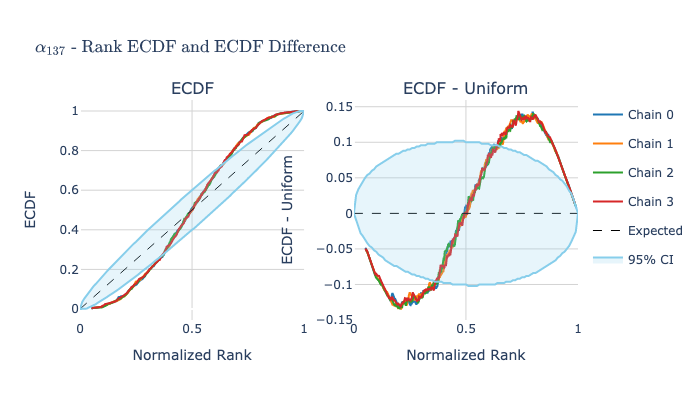 α₁₃₇ - Rank ECDF and ECDF Difference
ECDF
ECDF - Uniform
ECDF
1
0.8
0.6
0.4
0.2
0
0
0.5
1
Normalized Rank
ECDF - Uniform
0.15
0.1
0.05
0
−0.05
−0.1
−0.15
0
0.5
1
Normalized Rank
Chain 0
Chain 1
Chain 2
Chain 3
Expected
95% CI